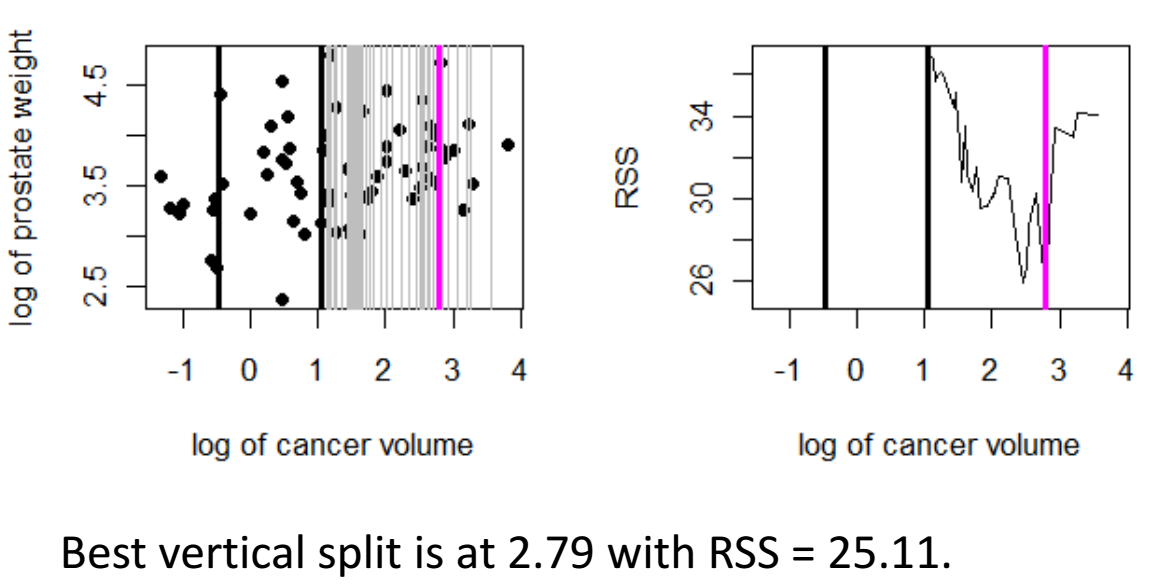 log of prostate weight
4.5
3.5
2.5
-1 0 1 2 3 4
log of cancer volume
RSS
34
30
26
-1 0 1 2 3 4
log of cancer volume
Best vertical split is at 2.79 with RSS = 25.11.